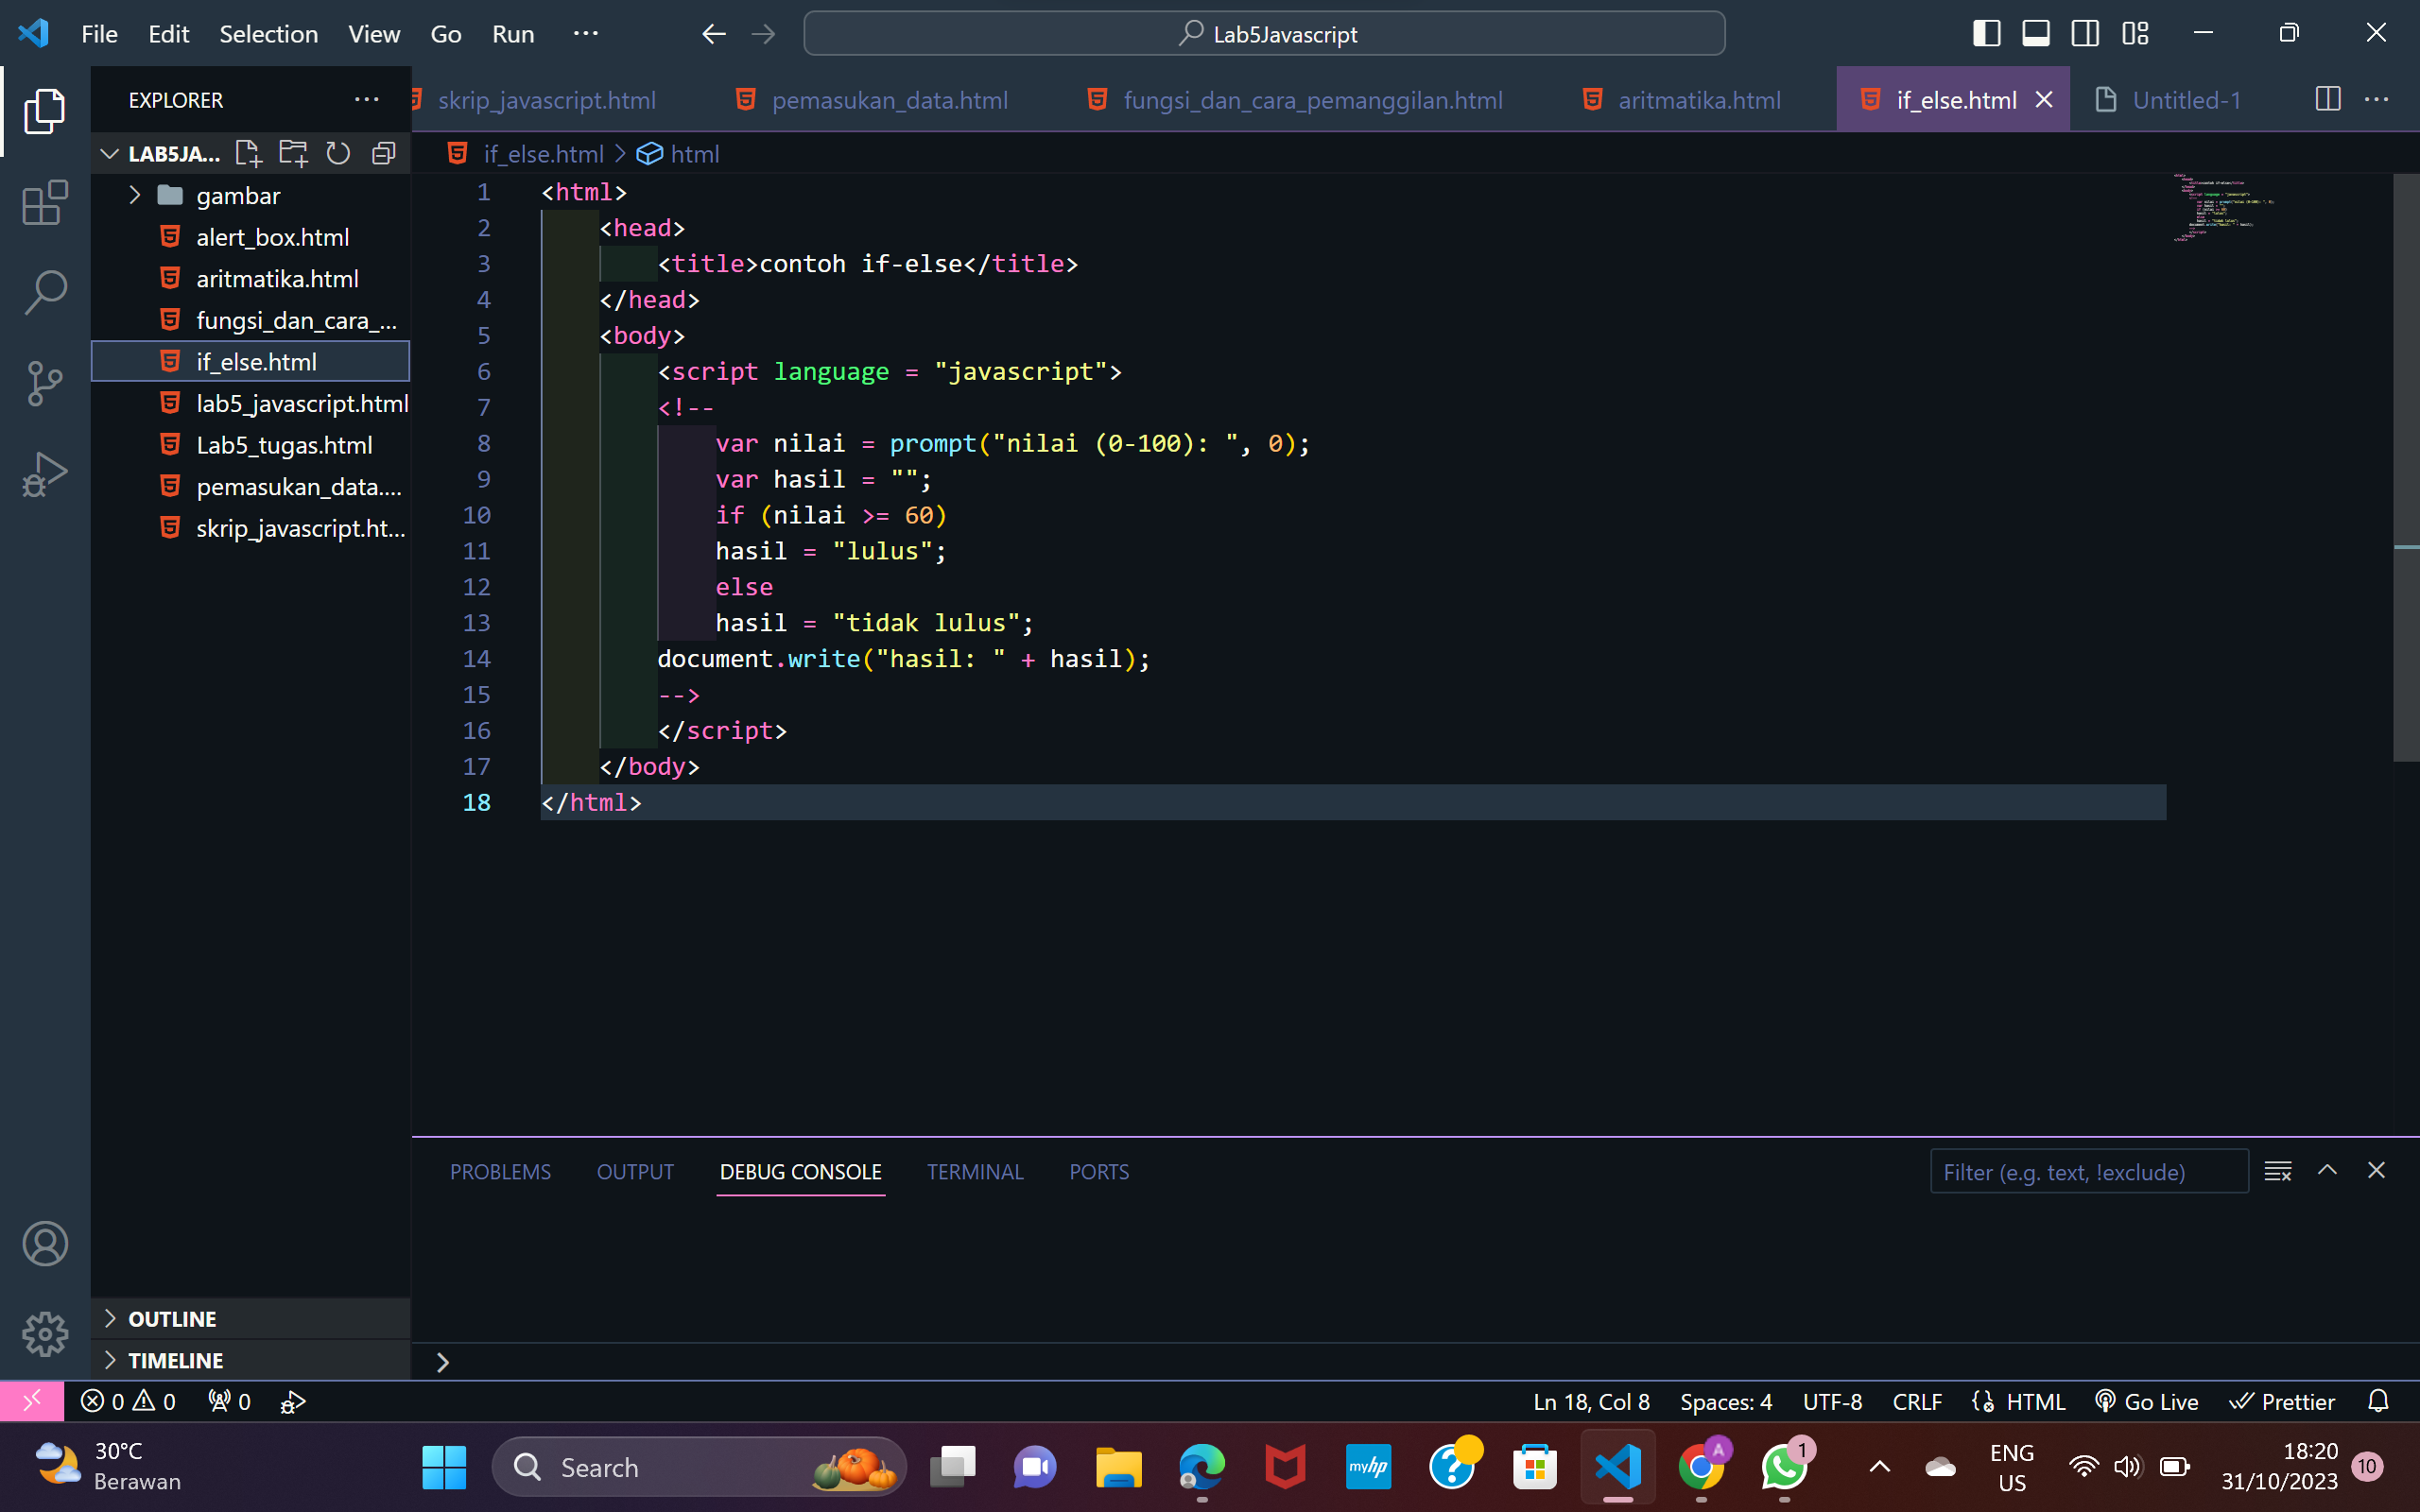 File Edit Selection View Go Run ··· Lab5Javascript
EXPLORER ···
skrip_javascript.html pemasukan_data.html fungsi_dan_cara_pemanggilan.html aritmatika.html if_else.html Untitled-1
LAB5JA...
gambar
alert_box.html
aritmatika.html
fungsi_dan_cara_...
if_else.html
lab5_javascript.html
Lab5_tugas.html
pemasukan_data....
skrip_javascript.ht...
OUTLINE
TIMELINE
if_else.html > html
1 <html>
2 <head>
3 <title>contoh if-else</title>
4 </head>
5 <body>
6 <script language = "javascript">
7 <!--
8 var nilai = prompt("nilai (0-100): ", 0);
9 var hasil = "";
10 if (nilai >= 60)
11 hasil = "lulus";
12 else
13 hasil = "tidak lulus";
14 document.write("hasil: " + hasil);
15 -->
16 </script>
17 </body>
18 </html>
PROBLEMS OUTPUT DEBUG CONSOLE TERMINAL PORTS Filter (e.g. text, !exclude)
0 0 0 Ln 18, Col 8 Spaces: 4 UTF-8 CRLF HTML Go Live Prettier
30°C
Berawan
Search
myhp
A
1
ENG
US
18:20
31/10/2023
10